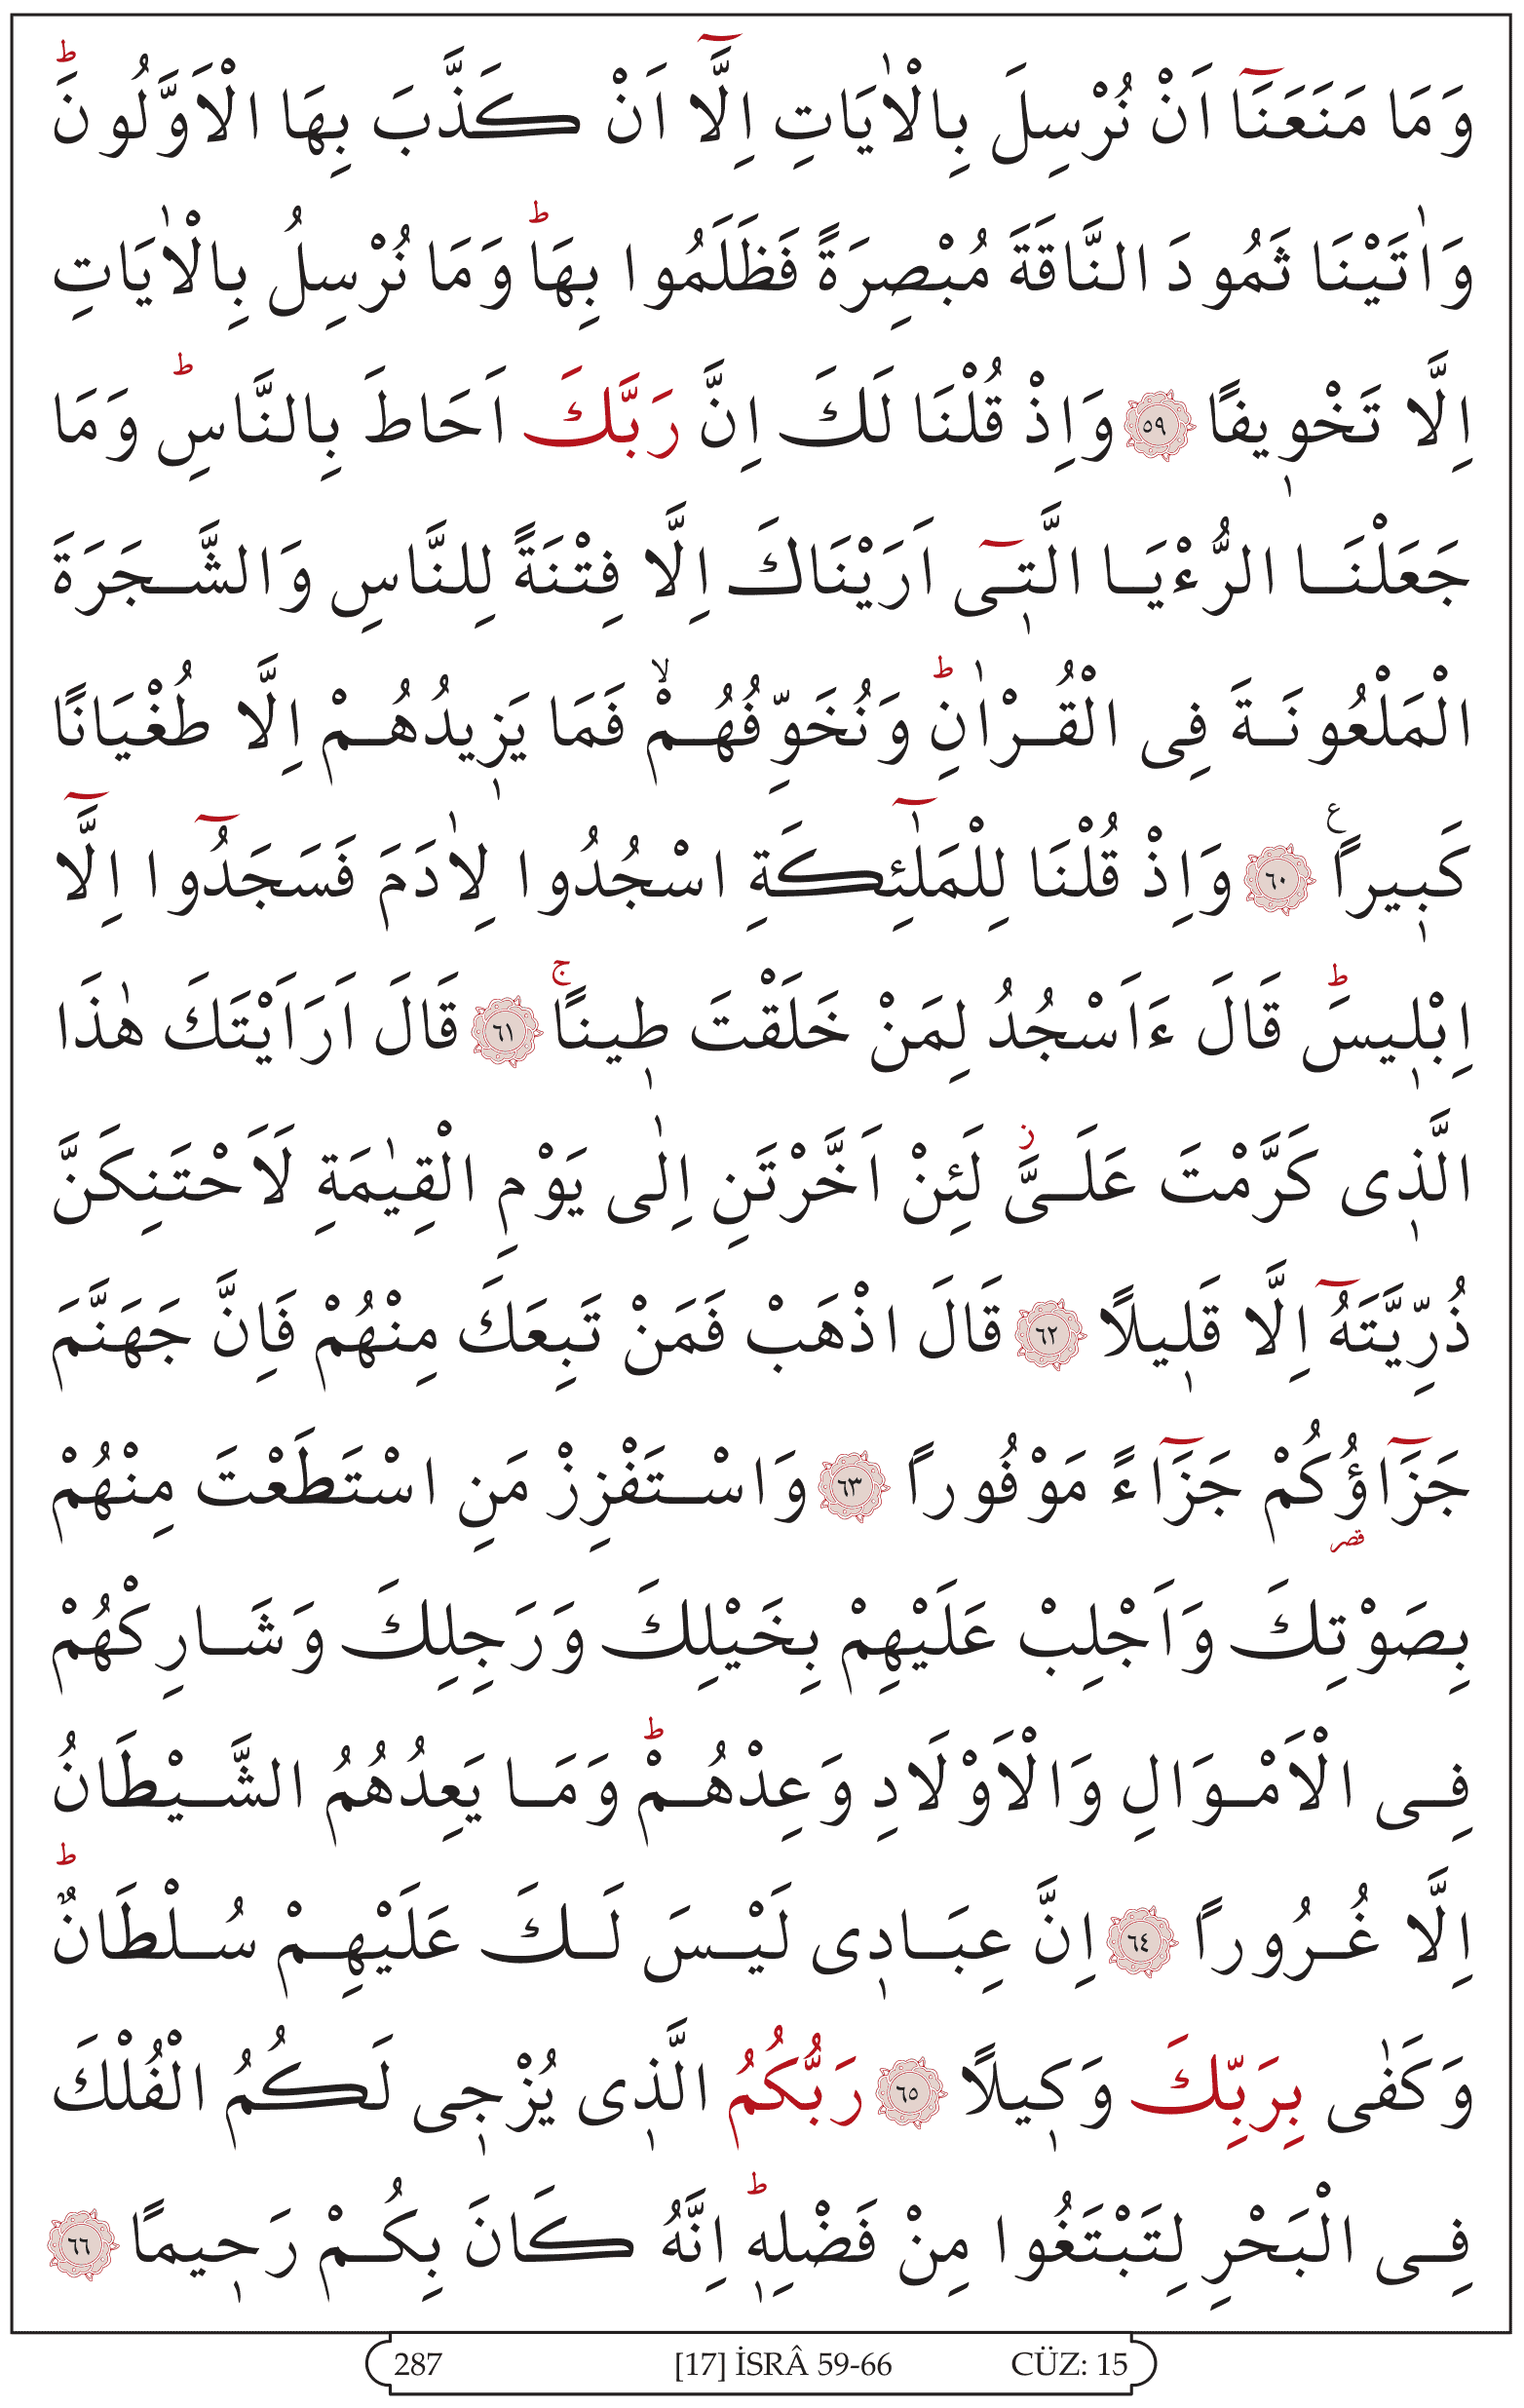 وَمَا مَنَعَنَٓا اَنْ نُرْسِلَ بِالْاٰيَاتِ اِلَّٓا اَنْ كَذَّبَ بِهَا الْاَوَّلُونَۜ
وَاٰتَيْنَا ثَمُودَ النَّاقَةَ مُبْصِرَةً فَظَلَمُوا بِهَاۜ وَمَا نُرْسِلُ بِالْاٰيَاتِ
اِلَّا تَخْو۪يفًا ﴿٥٩﴾ وَاِذْ قُلْنَا لَكَ اِنَّ رَبَّكَ اَحَاطَ بِالنَّاسِۜ وَمَا
جَعَلْنَا الرُّءْيَا الَّت۪ٓى اَرَيْنَاكَ اِلَّا فِتْنَةً لِلنَّاسِ وَالشَّجَرَةَ
الْمَلْعُونَةَ فِى الْقُرْاٰنِۜ وَنُخَوِّفُهُمْۙ فَمَا يَز۪يدُهُمْ اِلَّا طُغْيَانًا
كَب۪يرًاۚ ﴿٦٠﴾ وَاِذْ قُلْنَا لِلْمَلٰٓئِكَةِ اسْجُدُوا لِاٰدَمَ فَسَجَدُٓوا اِلَّٓا
اِبْل۪يسَۜ قَالَ ءَاَسْجُدُ لِمَنْ خَلَقْتَ ط۪ينًاۚ ﴿٦١﴾ قَالَ اَرَاَيْتَكَ هٰذَا
الَّذ۪ى كَرَّمْتَ عَلَىَّۘ لَئِنْ اَخَّرْتَنِ اِلٰى يَوْمِ الْقِيٰمَةِ لَاَحْتَنِكَنَّ
ذُرِّيَّتَهُٓ اِلَّا قَل۪يلًا ﴿٦٢﴾ قَالَ اذْهَبْ فَمَنْ تَبِعَكَ مِنْهُمْ فَاِنَّ جَهَنَّمَ
جَزَٓاؤُكُمْ جَزَٓاءً مَوْفُورًا ﴿٦٣﴾ وَاسْتَفْزِزْ مَنِ اسْتَطَعْتَ مِنْهُمْ
قصر
بِصَوْتِكَ وَاَجْلِبْ عَلَيْهِمْ بِخَيْلِكَ وَرَجِلِكَ وَشَارِكْهُمْ
فِى الْاَمْوَالِ وَالْاَوْلَادِ وَعِدْهُمْۜ وَمَا يَعِدُهُمُ الشَّيْطَانُ
اِلَّا غُرُورًا ﴿٦٤﴾ اِنَّ عِبَاد۪ى لَيْسَ لَكَ عَلَيْهِمْ سُلْطَانٌۜ
وَكَفٰى بِرَبِّكَ وَك۪يلًا ﴿٦٥﴾ رَبُّكُمُ الَّذ۪ى يُزْج۪ى لَكُمُ الْفُلْكَ
فِى الْبَحْرِ لِتَبْتَغُوا مِنْ فَضْلِه۪ۜ اِنَّهُ كَانَ بِكُمْ رَح۪يمًا ﴿٦٦﴾
287 [17] İSRÂ 59-66 CÜZ: 15